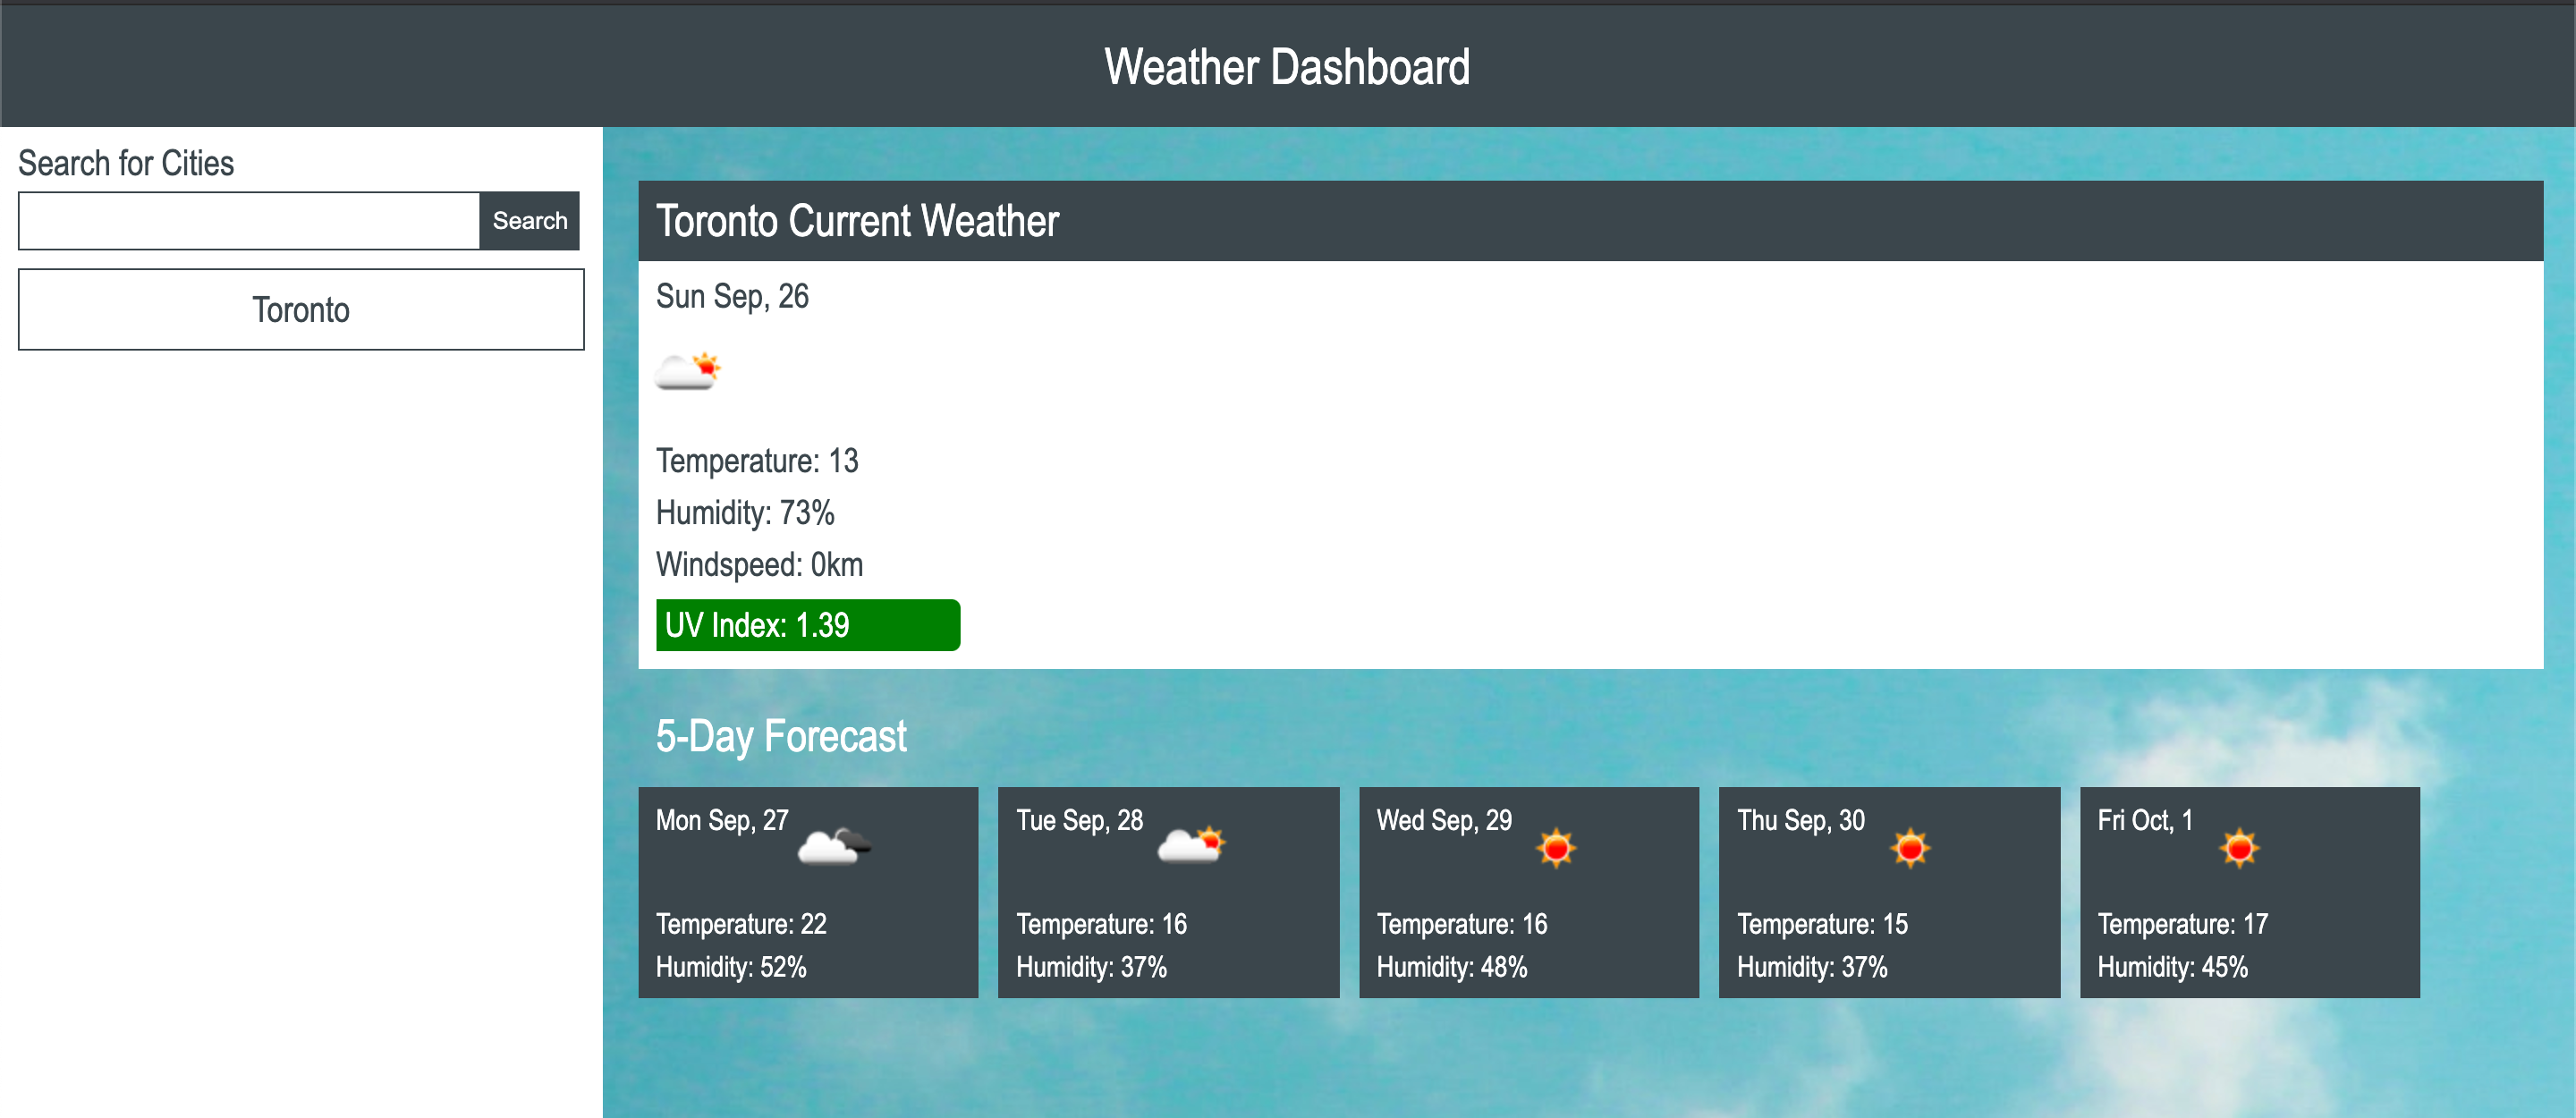 Weather Dashboard
Search for Cities
Search
Toronto
Toronto Current Weather
Sun Sep, 26
Temperature: 13
Humidity: 73%
Windspeed: 0km
UV Index: 1.39
5-Day Forecast
Mon Sep, 27
Temperature: 22
Humidity: 52%
Tue Sep, 28
Temperature: 16
Humidity: 37%
Wed Sep, 29
Temperature: 16
Humidity: 48%
Thu Sep, 30
Temperature: 15
Humidity: 37%
Fri Oct, 1
Temperature: 17
Humidity: 45%